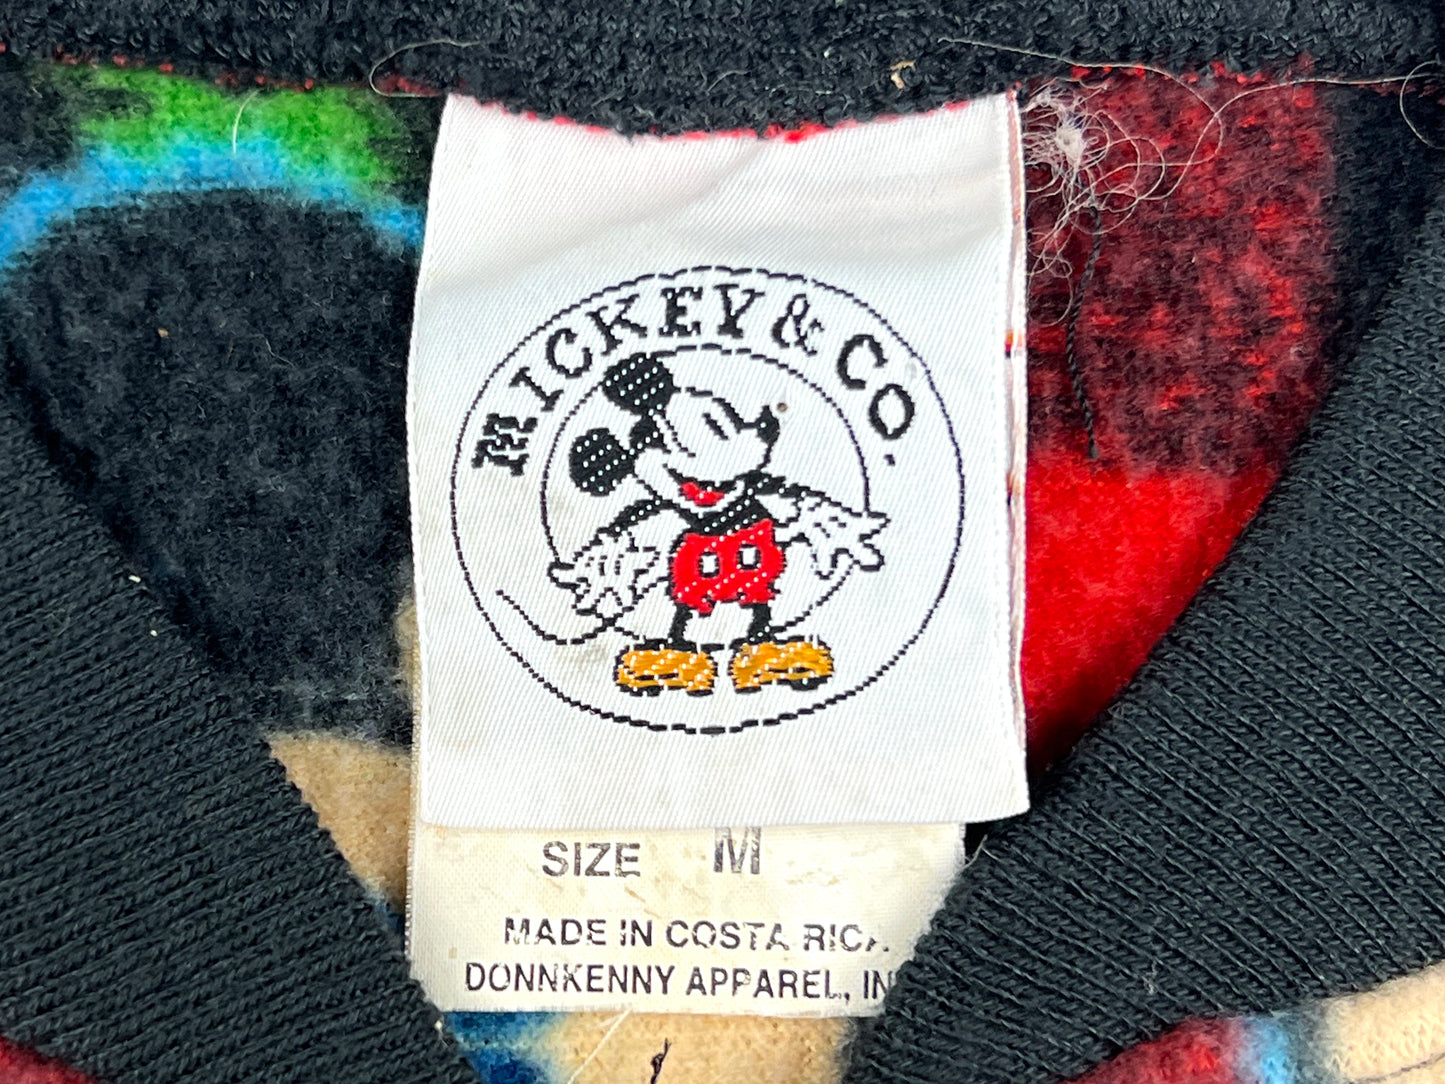 MICKEY & CO.
SIZE M
MADE IN COSTA RICA
DONNKENNY APPAREL, IN